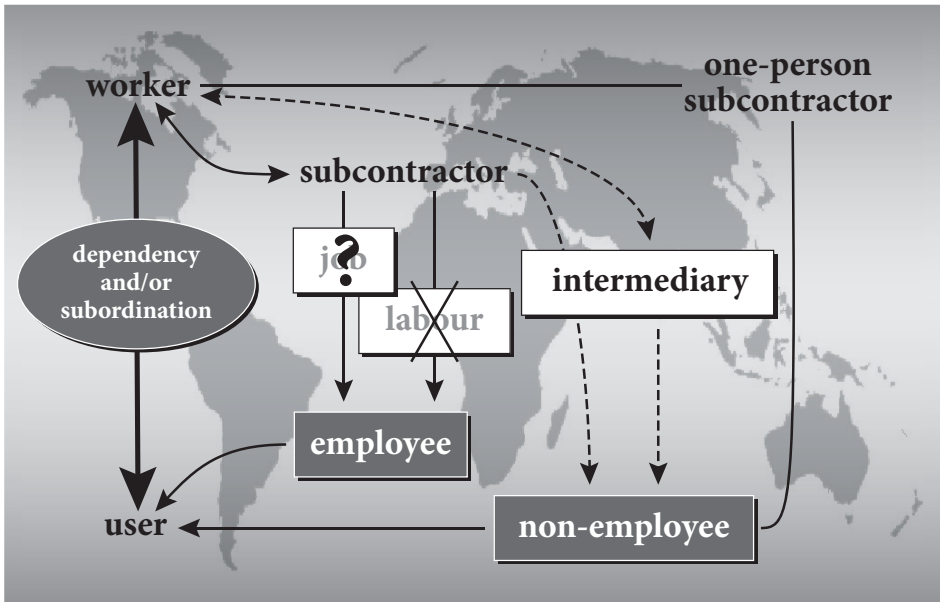 one-person
subcontractor
worker
subcontractor
dependency
and/or
subordination
job
?
intermediary
labour
employee
user
non-employee